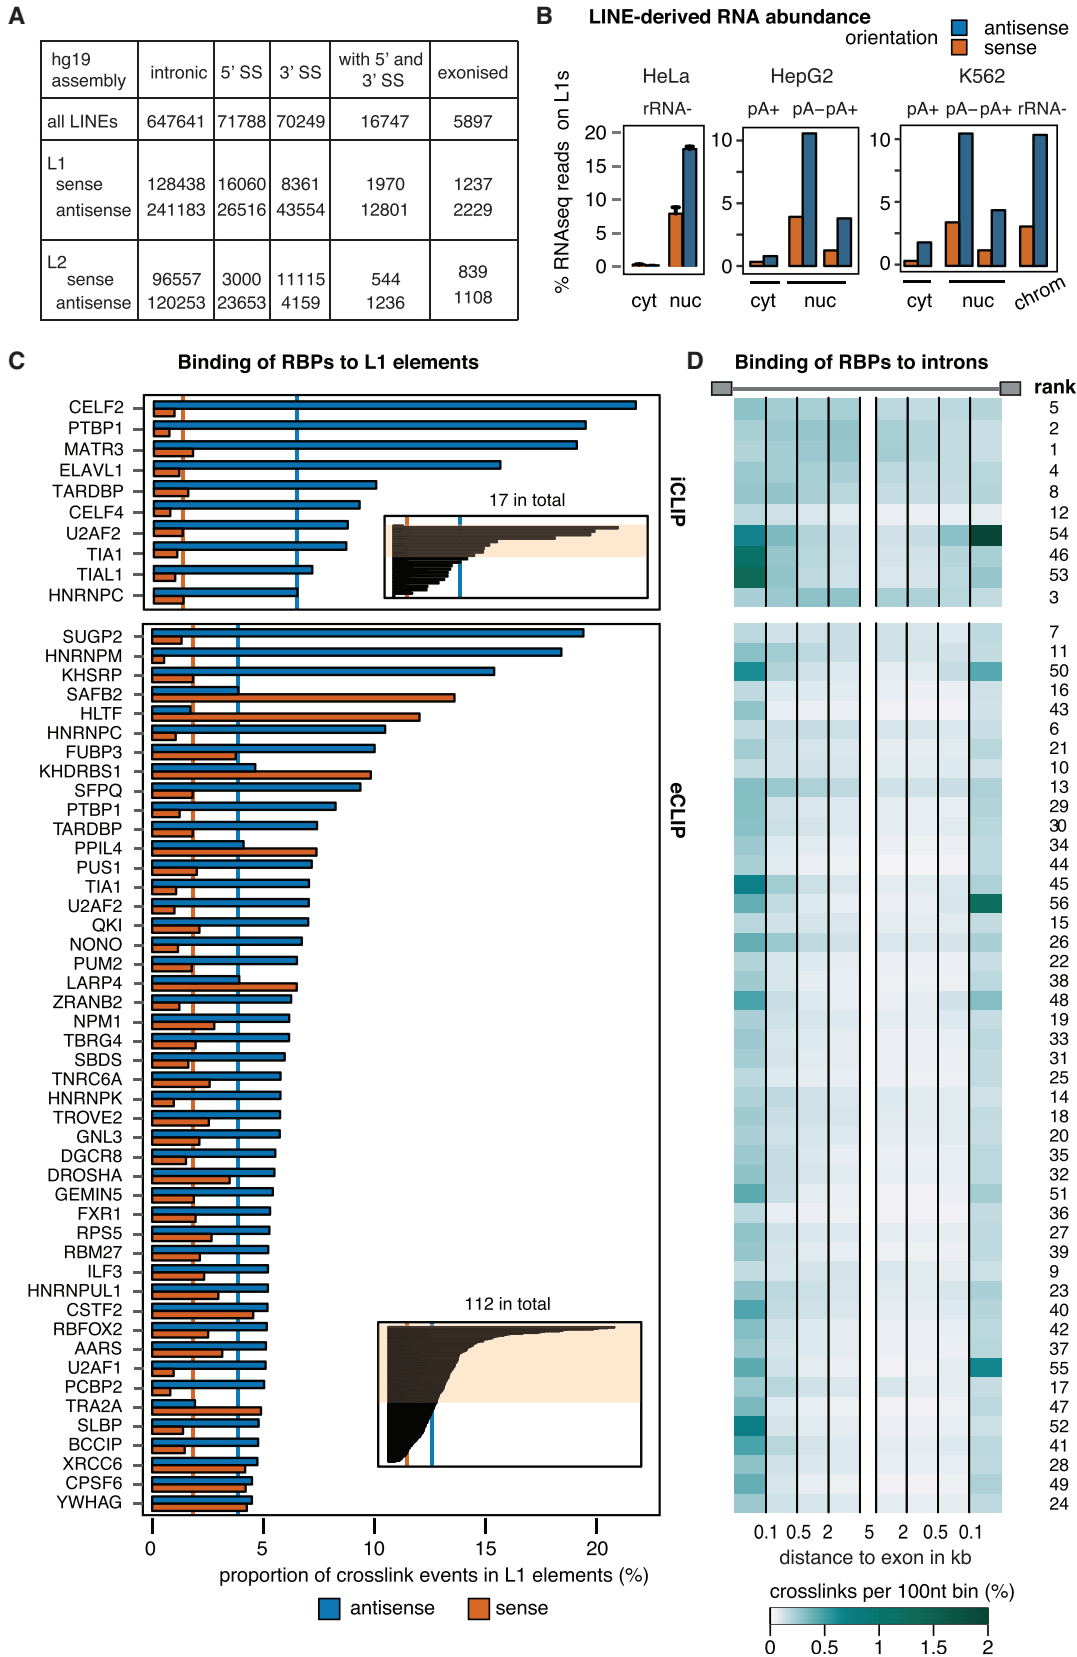 A
hg19 assembly intronic 5' SS 3' SS with 5' and 3' SS exonised
all LINEs 647641 71788 70249 16747 5897
L1
sense 128438 16060 8361 1970 1237
antisense 241183 26516 43554 12801 2229
L2
sense 96557 3000 11115 544 839
antisense 120253 23653 4159 1236 1108
B
LINE-derived RNA abundance
orientation
antisense
sense
% RNAseq reads on L1s
HeLa
rRNA-
20
15
10
5
0
cyt nuc
HepG2
pA+ pA− pA+
10
5
0
cyt nuc
K562
pA+ pA− pA+ rRNA-
10
5
0
cyt nuc chrom
C
Binding of RBPs to L1 elements
CELF2
PTBP1
MATR3
ELAVL1
TARDBP
CELF4
U2AF2
TIA1
TIAL1
HNRNPC
17 in total
iCLIP
SUGP2
HNRNPM
KHSRP
SAFB2
HLTF
HNRNPC
FUBP3
KHDRBS1
SFPQ
PTBP1
TARDBP
PPIL4
PUS1
TIA1
U2AF2
QKI
NONO
PUM2
LARP4
ZRANB2
NPM1
TBRG4
SBDS
TNRC6A
HNRNPK
TROVE2
GNL3
DGCR8
DROSHA
GEMIN5
FXR1
RPS5
RBM27
ILF3
HNRNPUL1
CSTF2
RBFOX2
AARS
U2AF1
PCBP2
TRA2A
SLBP
BCCIP
XRCC6
CPSF6
YWHAG
112 in total
eCLIP
0 5 10 15 20
proportion of crosslink events in L1 elements (%)
antisense sense
D
Binding of RBPs to introns
rank
5
2
1
4
8
12
54
46
53
3
7
11
50
16
43
6
21
10
13
29
30
34
44
45
56
15
26
22
38
48
19
33
31
25
14
18
20
35
32
51
36
27
39
9
23
40
42
37
55
17
47
52
41
28
49
24
0.1 0.5 2 5 2 0.5 0.1
distance to exon in kb
crosslinks per 100nt bin (%)
0 0.5 1 1.5 2